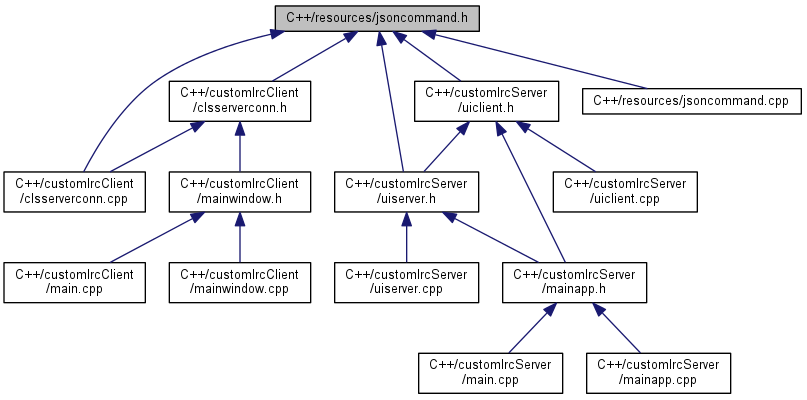 C++/resources/jsoncommand.h
C++/customIrcClient
/clsserverconn.h
C++/customIrcServer
/uiclient.h
C++/resources/jsoncommand.cpp
C++/customIrcClient
/clsserverconn.cpp
C++/customIrcClient
/mainwindow.h
C++/customIrcServer
/uiserver.h
C++/customIrcServer
/uiclient.cpp
C++/customIrcClient
/main.cpp
C++/customIrcClient
/mainwindow.cpp
C++/customIrcServer
/uiserver.cpp
C++/customIrcServer
/mainapp.h
C++/customIrcServer
/main.cpp
C++/customIrcServer
/mainapp.cpp